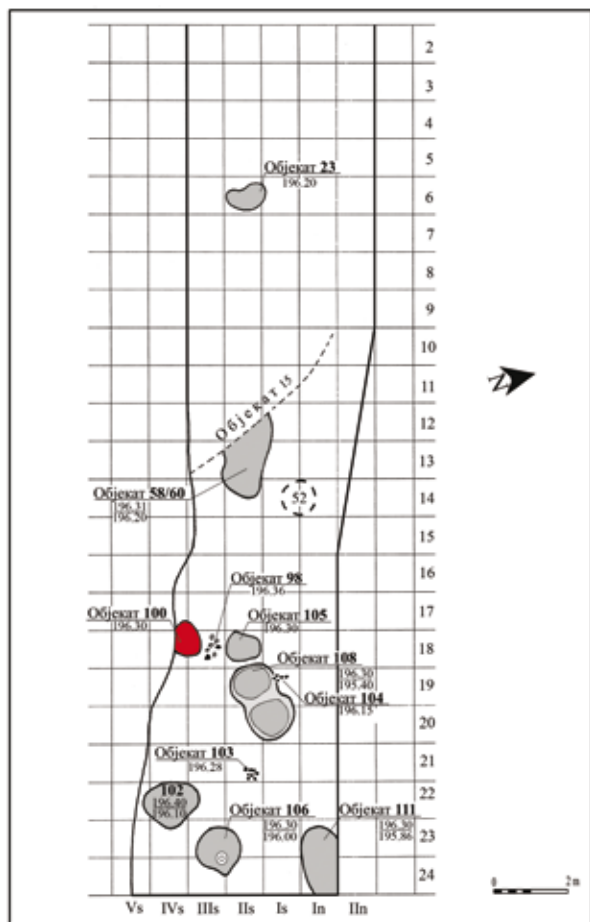 2
3
4
5
Објекат 23
196.20
6
7
8
9
10
11
Објекат 15
12
13
Објекат 58/60
196.31
196.20
52
14
15
16
Објекат 98
196.36
17
Објекат 100
196.30
Објекат 105
196.30
18
Објекат 108
196.30
195.40
19
Објекат 104
196.15
20
Објекат 103
196.28
21
102
196.40
196.10
22
Објекат 106
196.30
196.00
Објекат 111
196.30
195.86
23
24
Vs IVs IIIs IIs Is In IIn
N
0 2m